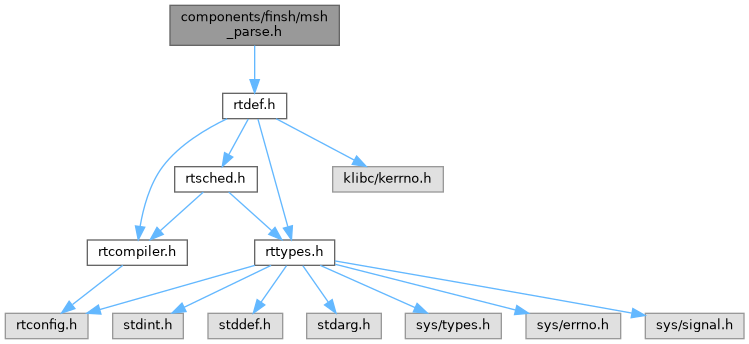 components/finsh/msh
_parse.h
rtdef.h
rtsched.h
klibc/kerrno.h
rtcompiler.h
rttypes.h
rtconfig.h
stdint.h
stddef.h
stdarg.h
sys/types.h
sys/errno.h
sys/signal.h